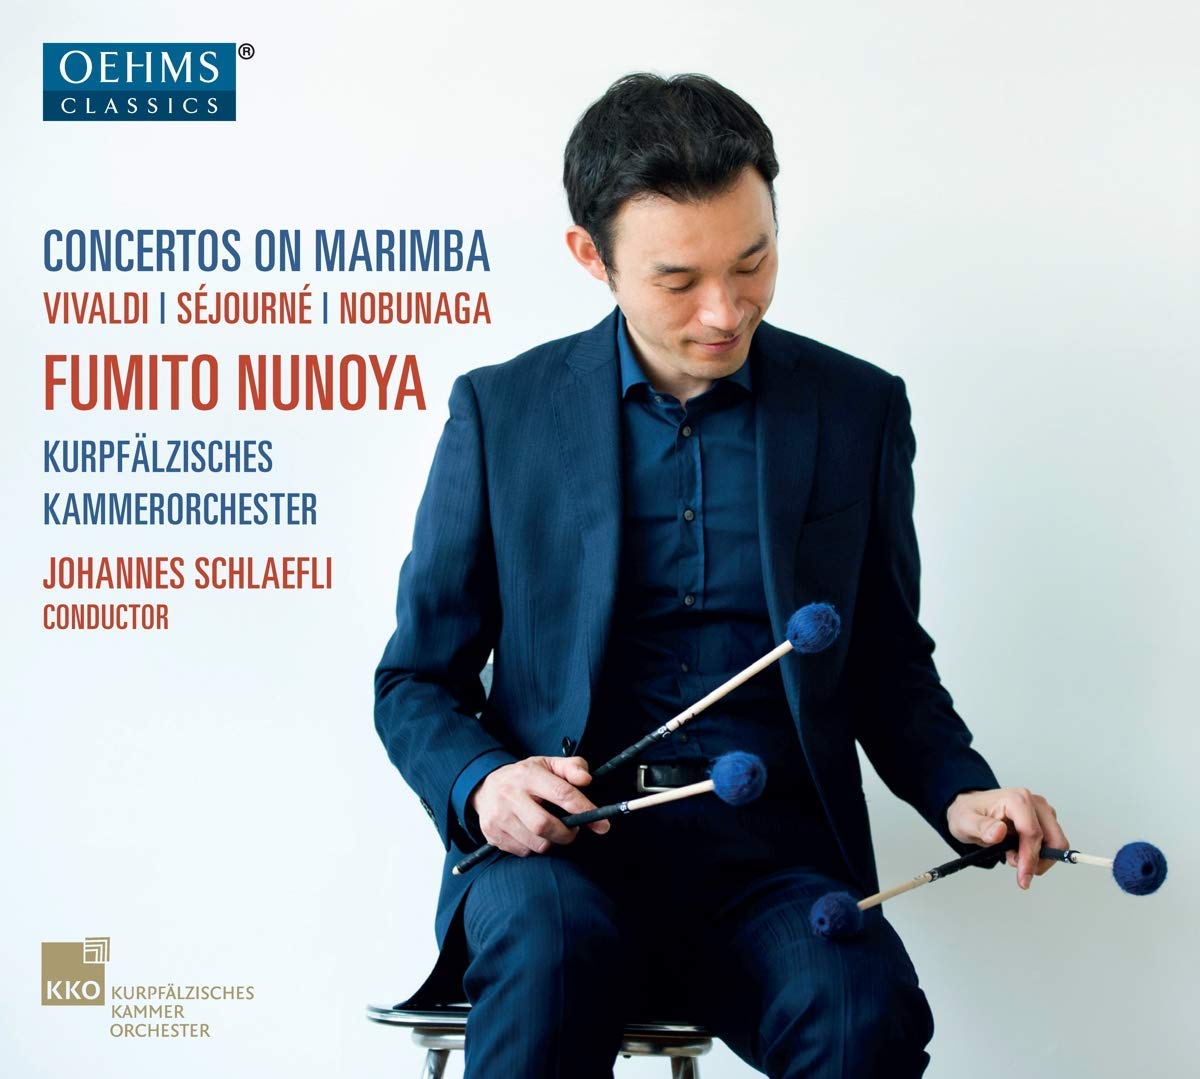 OEHMS®
CLASSICS
CONCERTOS ON MARIMBA
VIVALDI | SÉJOURNÉ | NOBUNAGA
FUMITO NUNOYA
KURPFÄLZISCHES
KAMMERORCHESTER
JOHANNES SCHLAEFLI
CONDUCTOR
KKO
KURPFÄLZISCHES
KAMMER
ORCHESTER